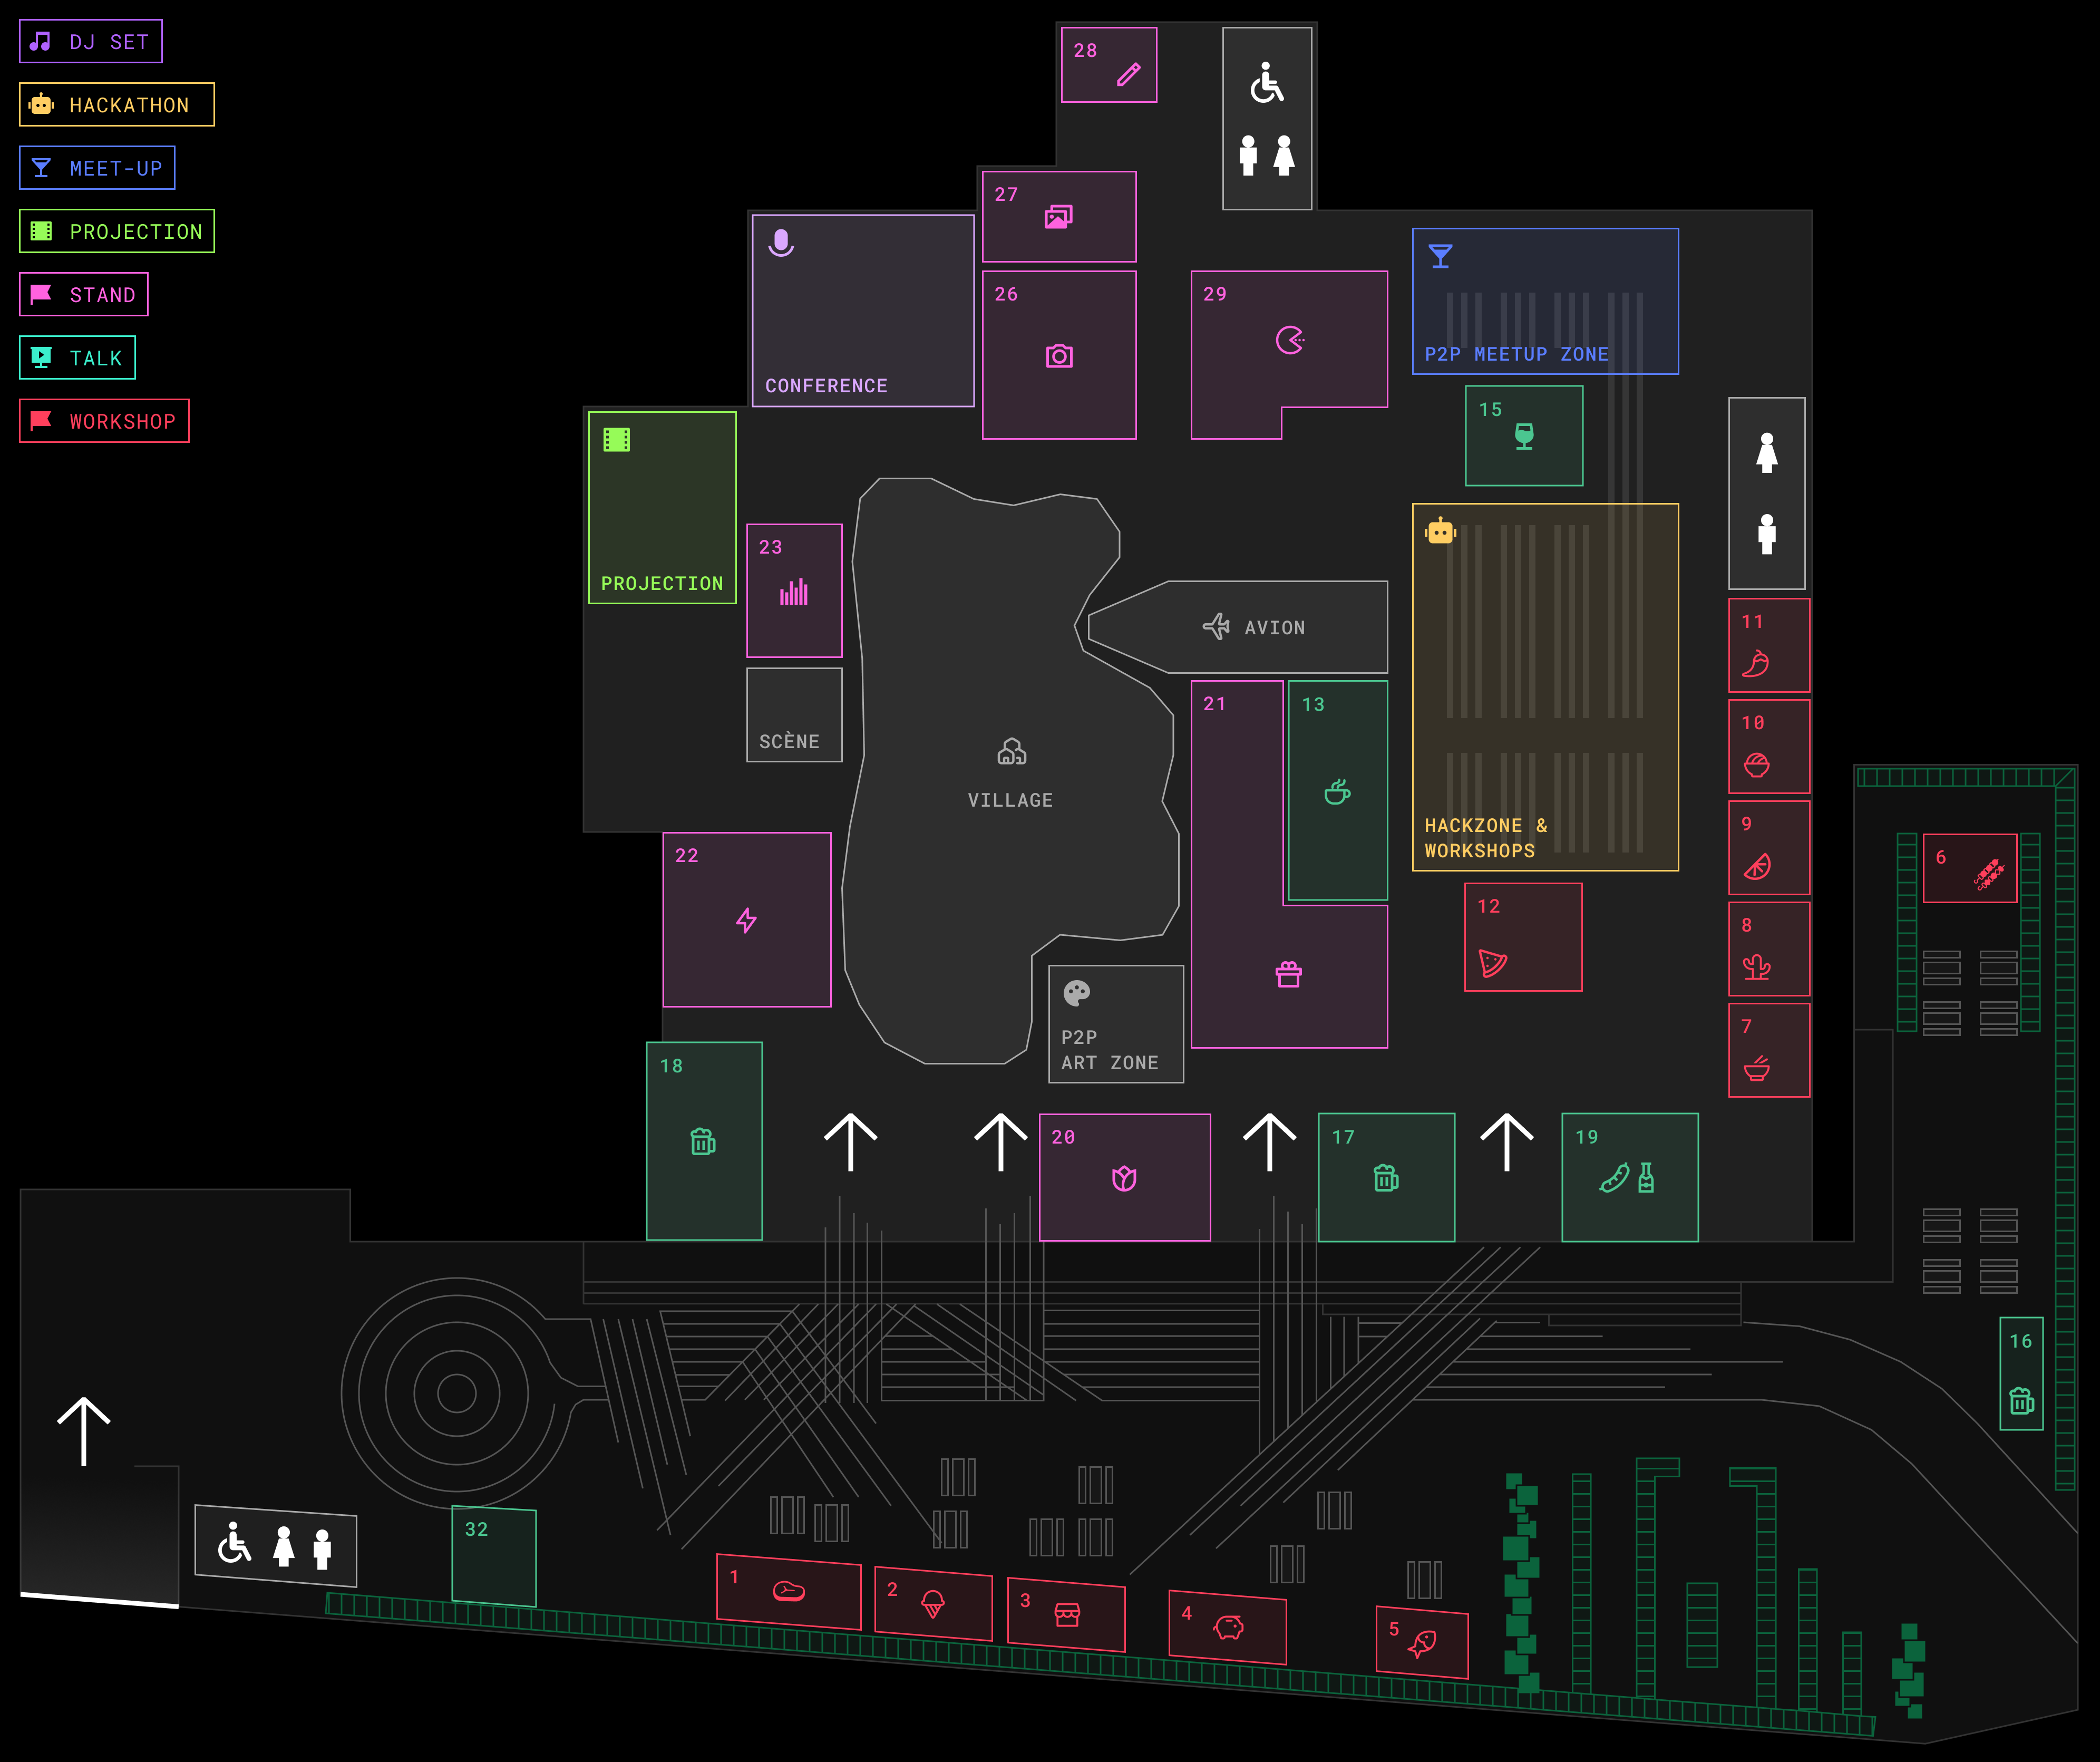 DJ SET
HACKATHON
MEET-UP
PROJECTION
STAND
TALK
WORKSHOP
28
27
CONFERENCE
26
29
P2P MEETUP ZONE
15
PROJECTION
23
AVION
SCÈNE
VILLAGE
21
13
HACKZONE &
WORKSHOPS
11
10
9
8
7
6
22
12
P2P
ART ZONE
18
20
17
19
16
32
1
2
3
4
5